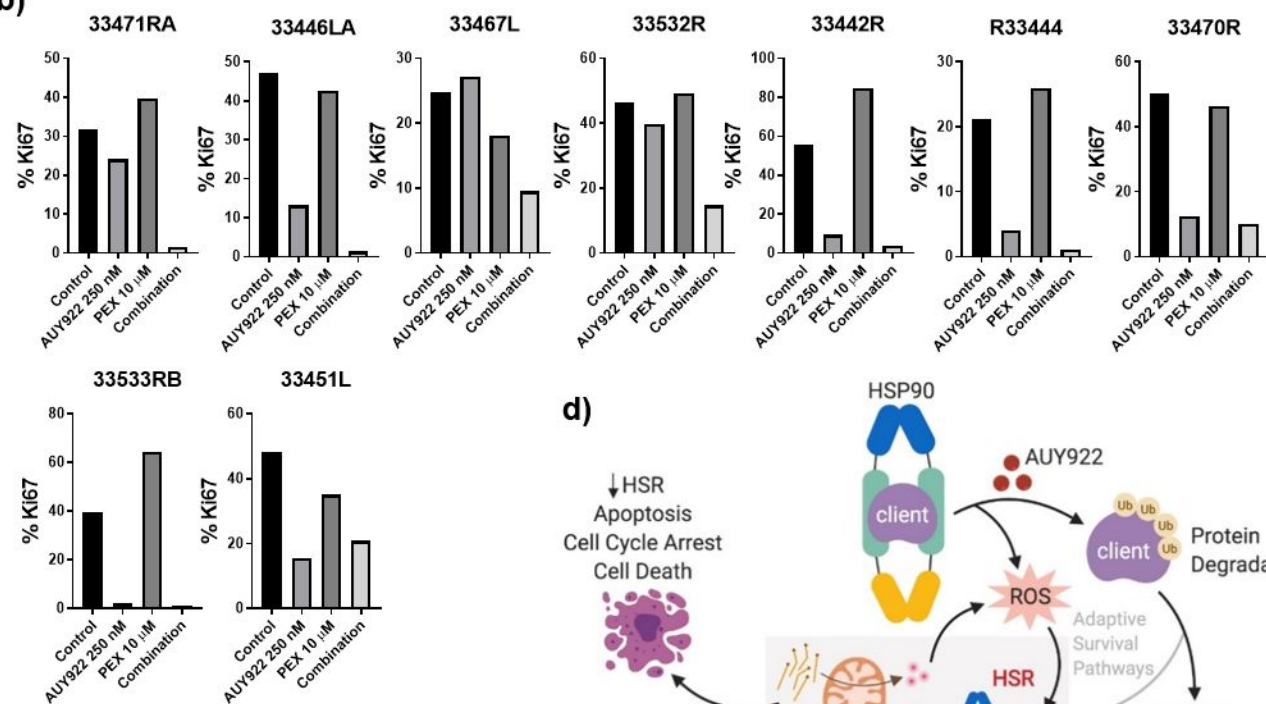 b)
33471RA
% Ki67
50
40
30
20
10
0
Control
AUY922 250 nM
PEX 10 µM
Combination
33446LA
% Ki67
50
40
30
20
10
0
Control
AUY922 250 nM
PEX 10 µM
Combination
33467L
% Ki67
30
20
10
0
Control
AUY922 250 nM
PEX 10 µM
Combination
33532R
% Ki67
60
40
20
0
Control
AUY922 250 nM
PEX 10 µM
Combination
33442R
% Ki67
100
80
60
40
20
0
Control
AUY922 250 nM
PEX 10 µM
Combination
R33444
% Ki67
30
20
10
0
Control
AUY922 250 nM
PEX 10 µM
Combination
33470R
% Ki67
60
40
20
0
Control
AUY922 250 nM
PEX 10 µM
Combination
33533RB
% Ki67
80
60
40
20
0
Control
AUY922 250 nM
PEX 10 µM
Combination
33451L
% Ki67
60
40
20
0
Control
AUY922 250 nM
PEX 10 µM
Combination
d)
HSP90
client
AUY922
Ub
Ub
Ub
Ub
client
Protein
Degrada
↓HSR
Apoptosis
Cell Cycle Arrest
Cell Death
ROS
Adaptive
Survival
Pathways
HSR